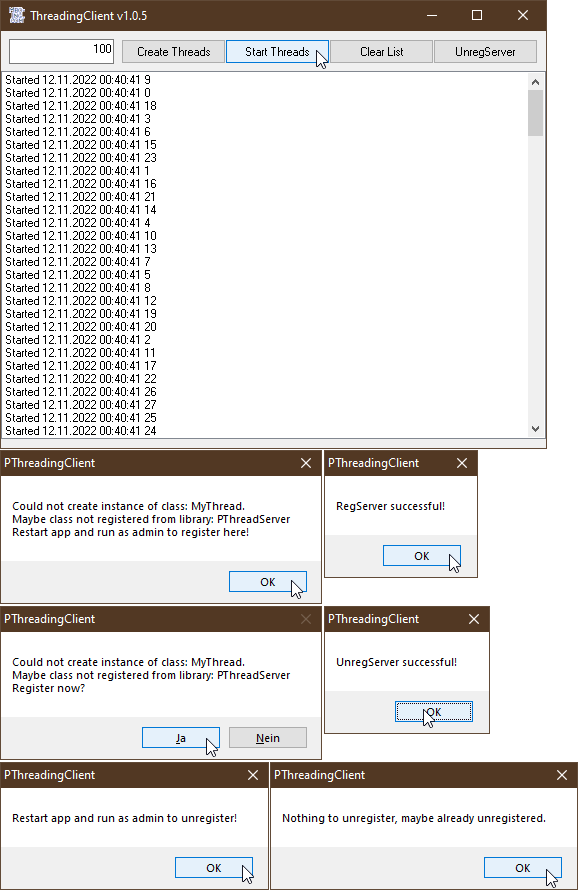 ThreadingClient v1.0.5
100
Create Threads
Start Threads
Clear List
UnregServer
Started 12.11.2022 00:40:41 9
Started 12.11.2022 00:40:41 0
Started 12.11.2022 00:40:41 18
Started 12.11.2022 00:40:41 3
Started 12.11.2022 00:40:41 6
Started 12.11.2022 00:40:41 15
Started 12.11.2022 00:40:41 23
Started 12.11.2022 00:40:41 1
Started 12.11.2022 00:40:41 16
Started 12.11.2022 00:40:41 21
Started 12.11.2022 00:40:41 14
Started 12.11.2022 00:40:41 4
Started 12.11.2022 00:40:41 10
Started 12.11.2022 00:40:41 13
Started 12.11.2022 00:40:41 7
Started 12.11.2022 00:40:41 5
Started 12.11.2022 00:40:41 8
Started 12.11.2022 00:40:41 12
Started 12.11.2022 00:40:41 19
Started 12.11.2022 00:40:41 20
Started 12.11.2022 00:40:41 2
Started 12.11.2022 00:40:41 11
Started 12.11.2022 00:40:41 17
Started 12.11.2022 00:40:41 22
Started 12.11.2022 00:40:41 26
Started 12.11.2022 00:40:41 27
Started 12.11.2022 00:40:41 25
Started 12.11.2022 00:40:41 24
PThreadingClient
Could not create instance of class: MyThread.
Maybe class not registered from library: PThreadServer
Restart app and run as admin to register here!
OK
PThreadingClient
RegServer successful!
OK
PThreadingClient
Could not create instance of class: MyThread.
Maybe class not registered from library: PThreadServer
Register now?
Ja
Nein
PThreadingClient
UnregServer successful!
OK
PThreadingClient
Restart app and run as admin to unregister!
OK
PThreadingClient
Nothing to unregister, maybe already unregistered.
OK